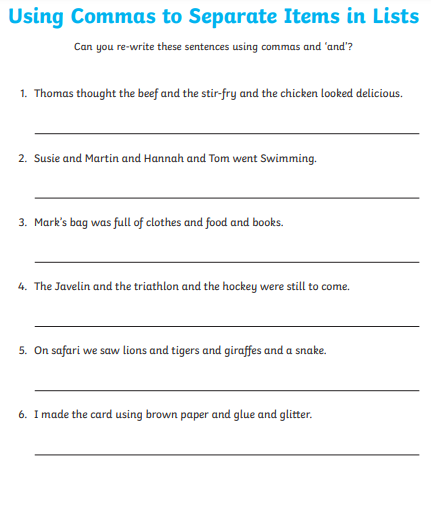 Using Commas to Separate Items in Lists
Can you re-write these sentences using commas and 'and'?
1. Thomas thought the beef and the stir-fry and the chicken looked delicious.
2. Susie and Martin and Hannah and Tom went Swimming.
3. Mark's bag was full of clothes and food and books.
4. The Javelin and the triathlon and the hockey were still to come.
5. On safari we saw lions and tigers and giraffes and a snake.
6. I made the card using brown paper and glue and glitter.